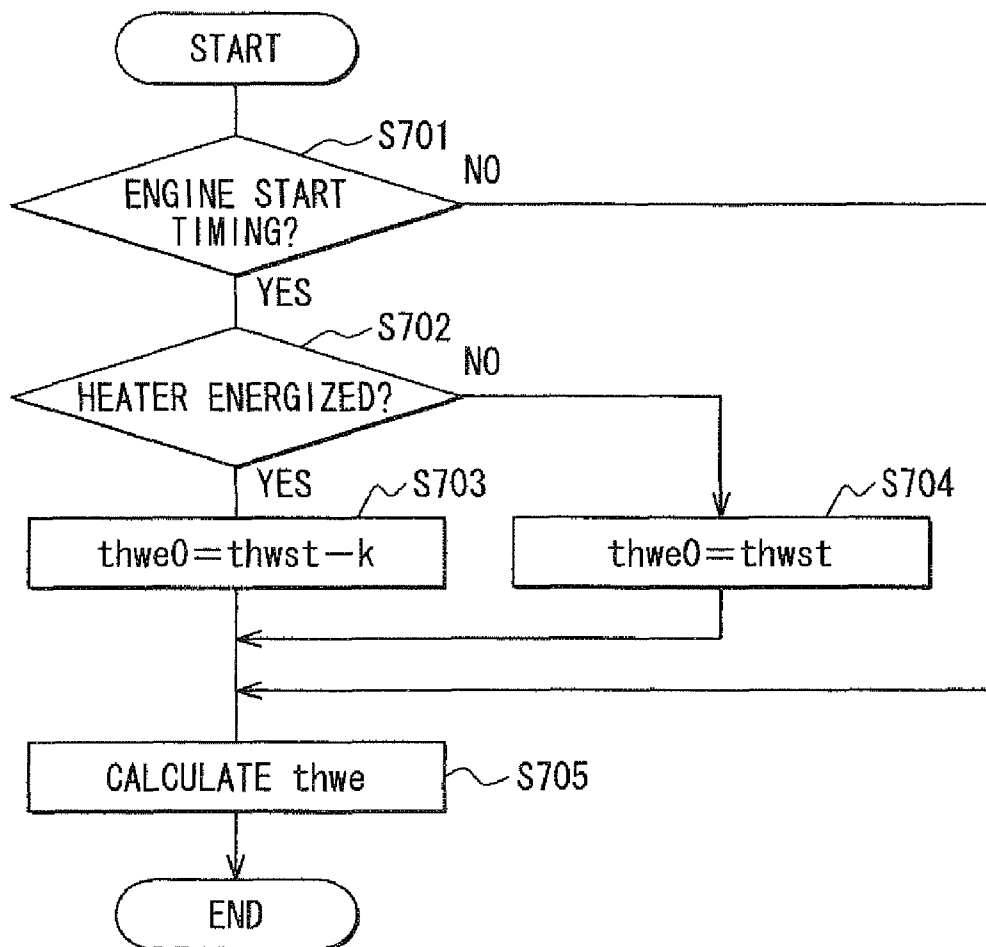 START
S701
NO
ENGINE START
TIMING?
YES
S702
NO
HEATER ENERGIZED?
YES
S703
S704
thwe0=thwst-k
thwe0=thwst
CALCULATE thwe
S705
END